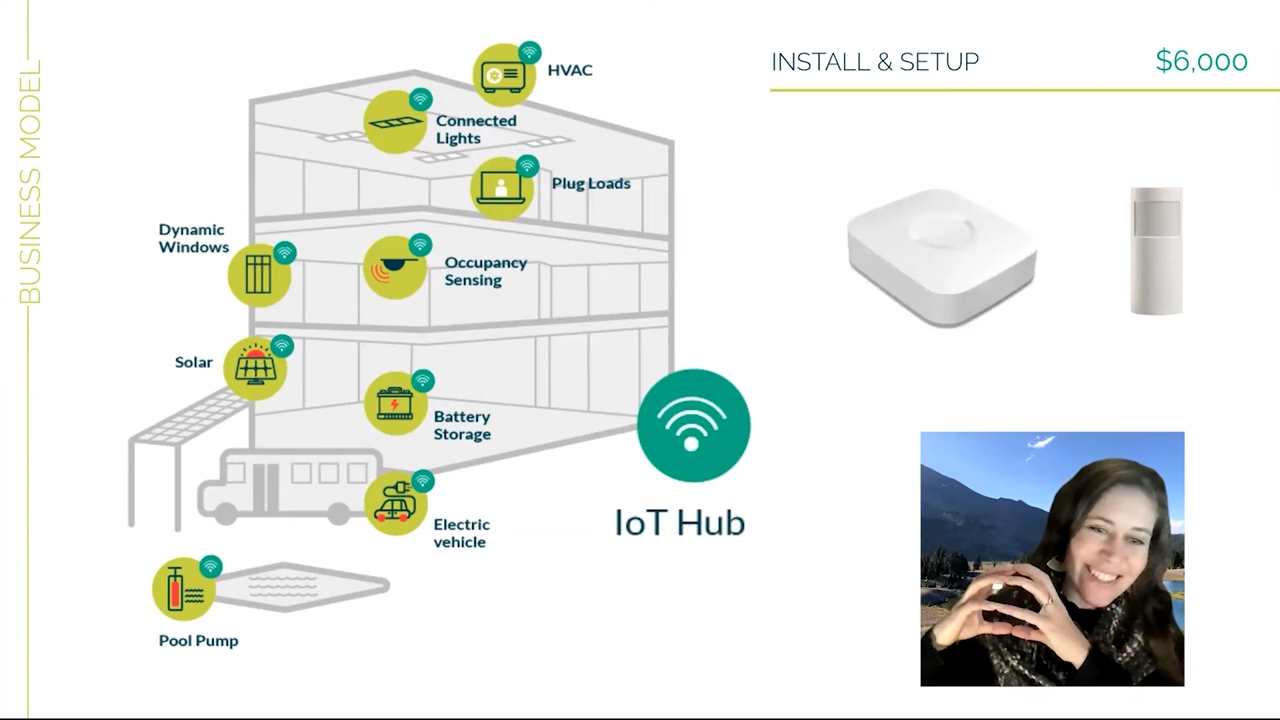 BUSINESS MODEL
INSTALL & SETUP
$6,000
HVAC
Connected
Lights
Plug Loads
Dynamic
Windows
Occupancy
Sensing
Solar
Battery
Storage
Electric
vehicle
IoT Hub
Pool Pump